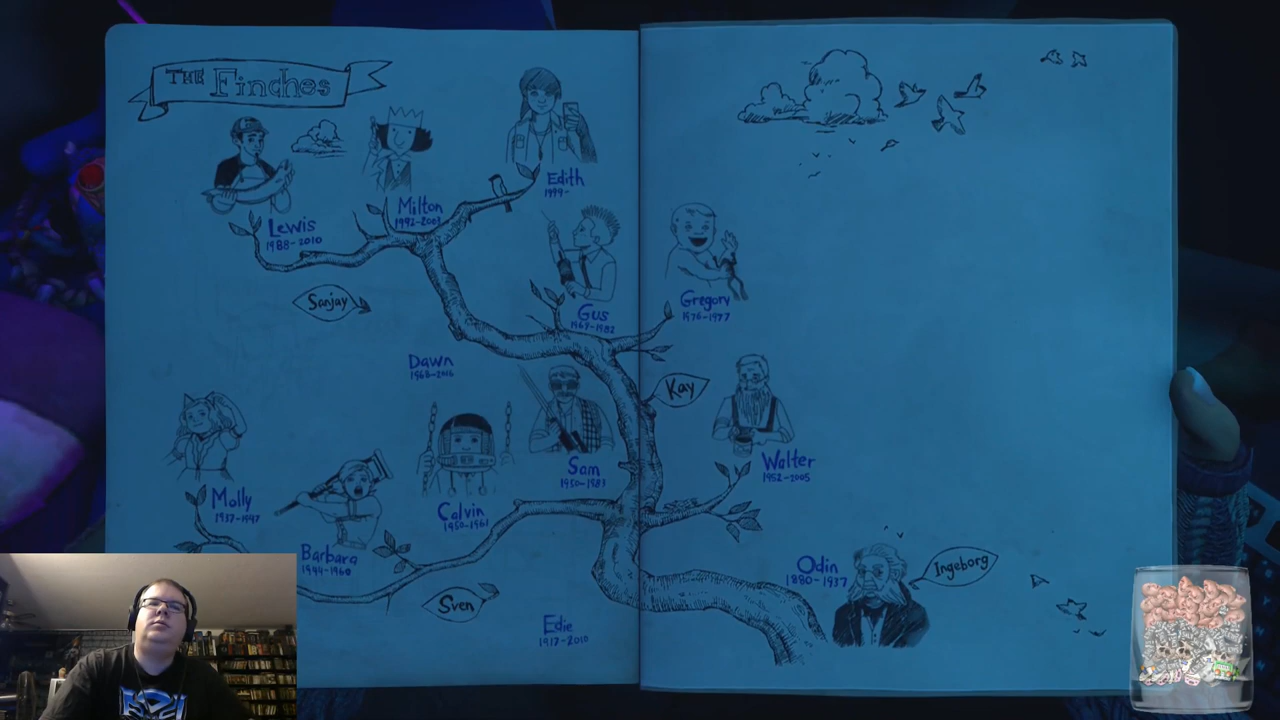 THE Finches
Edith
1999-
Milton
1992-2003
Lewis
1988-2010
Sanjay
Gus
1969-1982
Gregory
1976-1977
Dawn
1968-2016
Kay
Sam
1950-1983
Walter
1952-2005
Molly
1937-1947
Calvin
1950-1961
Barbara
1944-1960
Sven
Edie
1917-2010
Odin
1880-1937
Ingeborg